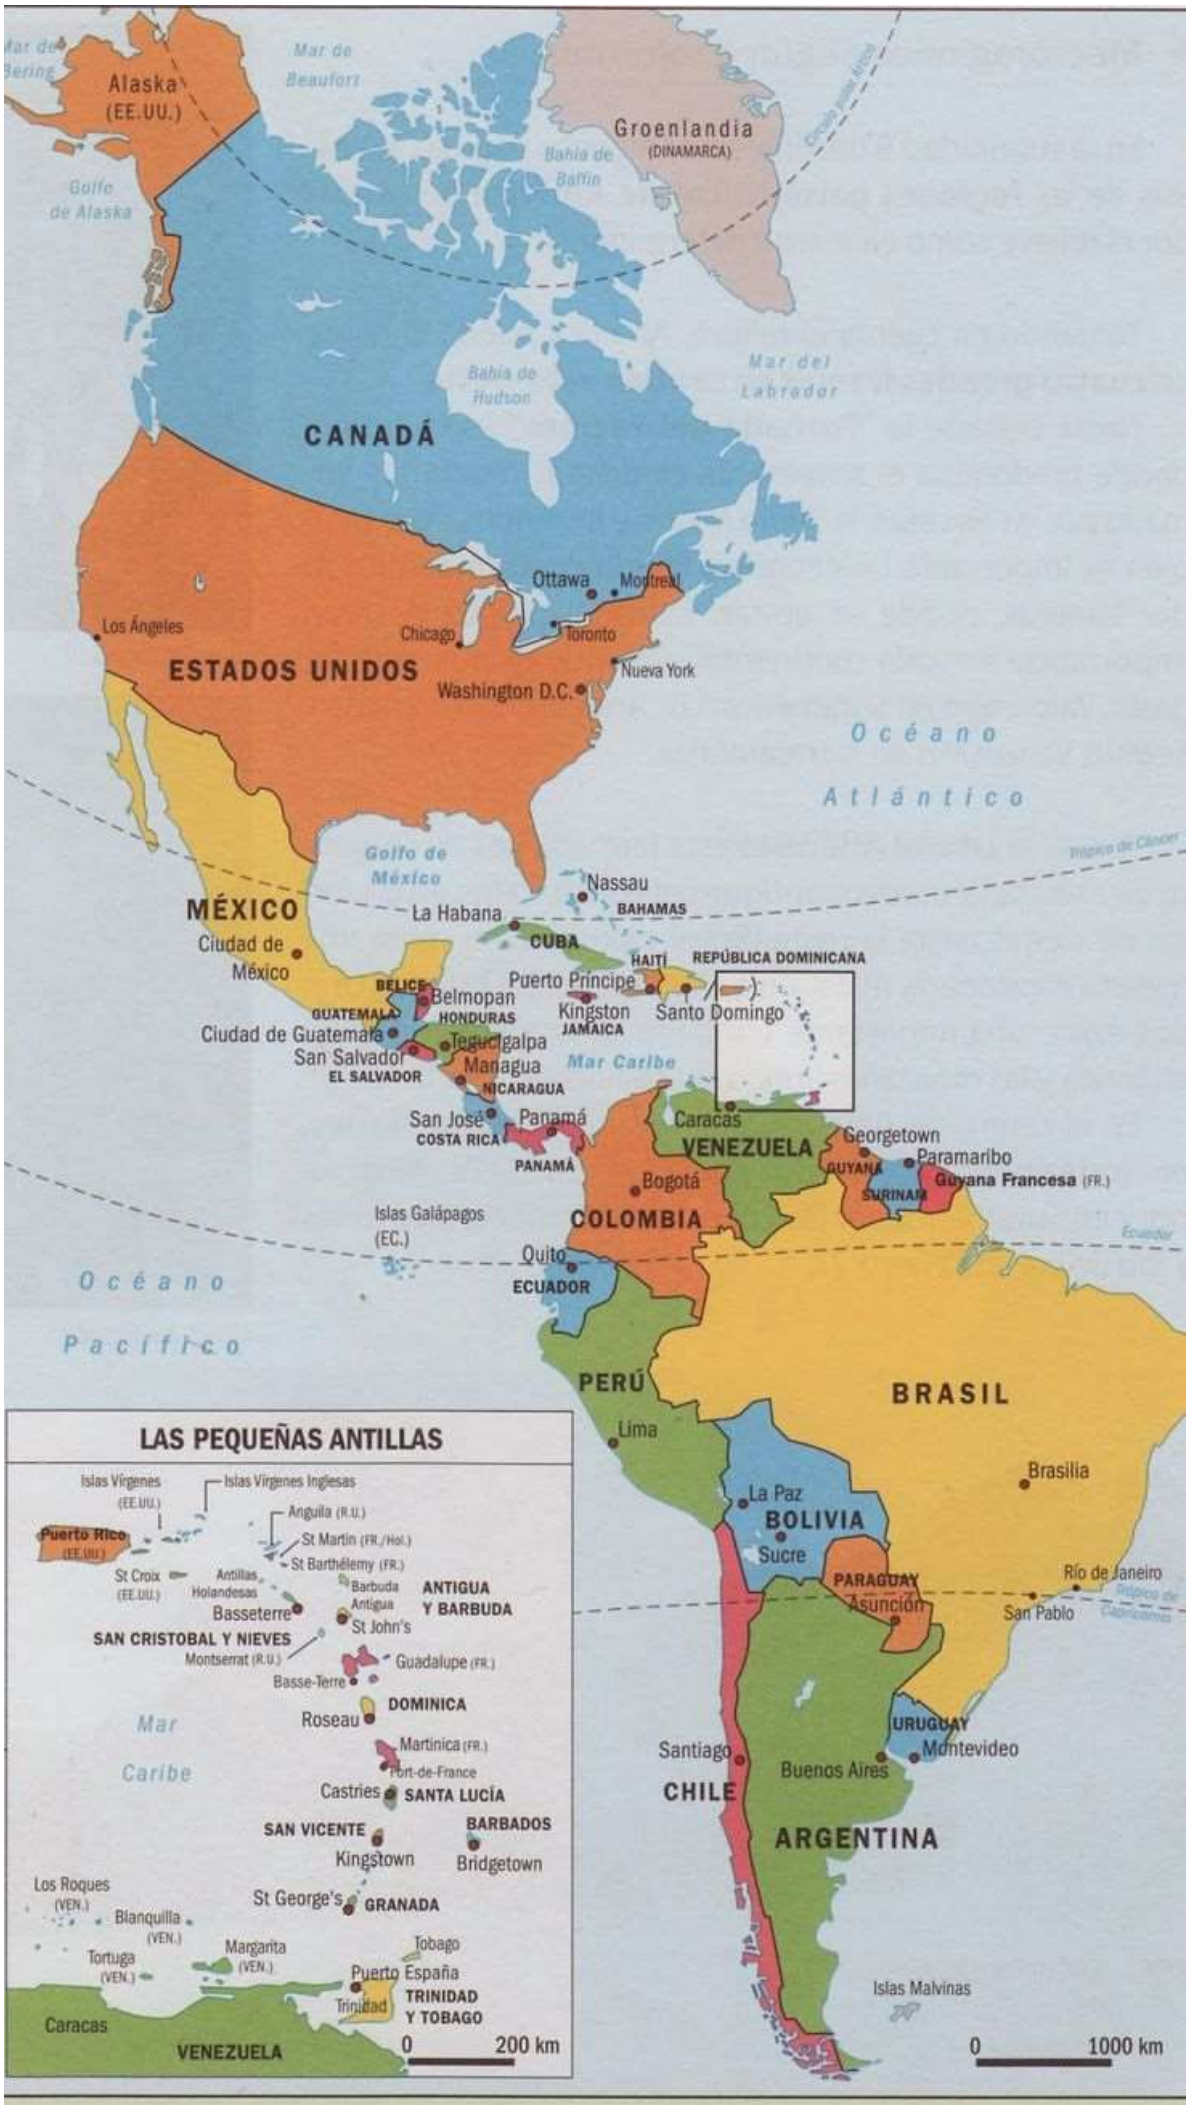 Mar de
Bering
Mar de
Beaufort
Alaska
(EE.UU.)
Groenlandia
(DINAMARCA)
Círculo polar Ártico
Bahía de
Baffin
Golfo
de Alaska
Bahía de
Hudson
Mar del
Labrador
CANADÁ
Ottawa
Montreal
Los Ángeles
Chicago
Toronto
ESTADOS UNIDOS
Nueva York
Washington D.C.
Océano
Atlántico
Trópico de Cáncer
Golfo de
México
Nassau
BAHAMAS
MÉXICO
La Habana
CUBA
Ciudad de
México
HAITÍ
REPÚBLICA DOMINICANA
BELICE
Puerto Príncipe
Belmopan
Kingston
JAMAICA
Santo Domingo
GUATEMALA
HONDURAS
Ciudad de Guatemala
Tegucigalpa
San Salvador
EL SALVADOR
Managua
NICARAGUA
Mar Caribe
San José
COSTA RICA
Panamá
PANAMÁ
Caracas
VENEZUELA
Georgetown
GUYANA
Paramaribo
SURINAM
Guyana Francesa (FR.)
Bogotá
COLOMBIA
Islas Galápagos
(EC.)
Ecuador
Quito
ECUADOR
Océano
Pacífico
PERÚ
Lima
BRASIL
Brasilia
La Paz
BOLIVIA
Sucre
PARAGUAY
Asunción
Río de Janeiro
San Pablo
Trópico de
Capricornio
URUGUAY
Montevideo
Santiago
Buenos Aires
CHILE
ARGENTINA
Islas Malvinas
0 1000 km
LAS PEQUEÑAS ANTILLAS
Islas Vírgenes
(EE.UU.)
Islas Vírgenes Inglesas
Anguila (R.U.)
Puerto Rico
(EE.UU.)
St Martin (FR./Hol.)
St Barthélemy (FR.)
St Croix
(EE.UU.)
Antillas
Holandesas
Barbuda
Antigua
ANTIGUA
Y BARBUDA
Basseterre
St John's
SAN CRISTOBAL Y NIEVES
Montserrat (R.U.)
Guadalupe (FR.)
Basse-Terre
DOMINICA
Roseau
Mar
Caribe
Martinica (FR.)
Fort-de-France
Castries
SANTA LUCÍA
SAN VICENTE
Kingstown
BARBADOS
Bridgetown
St George's
GRANADA
Los Roques
(VEN.)
Blanquilla
(VEN.)
Tortuga
(VEN.)
Margarita
(VEN.)
Tobago
Puerto España
Trinidad
TRINIDAD
Y TOBAGO
Caracas
VENEZUELA
0 200 km